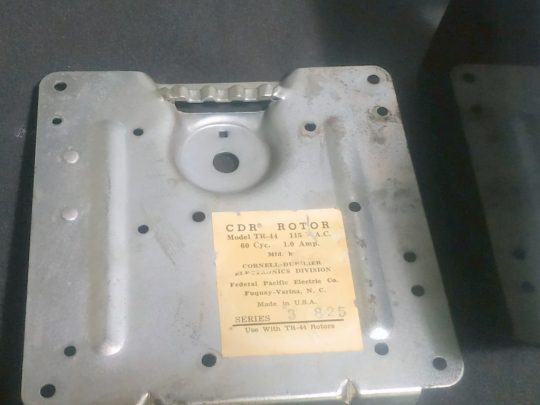 CDR® ROTOR
Model TR-44 115 A.C.
60 Cyc. 1.0 Amp.
Mfd.
CORNELL-DUBILIER
ELECTRONICS DIVISION
Federal Pacific Electric Co.
Fuquay-Varina, N. C.
Made in U.S.A.
SERIES 3 825
Use With TR-44 Rotors